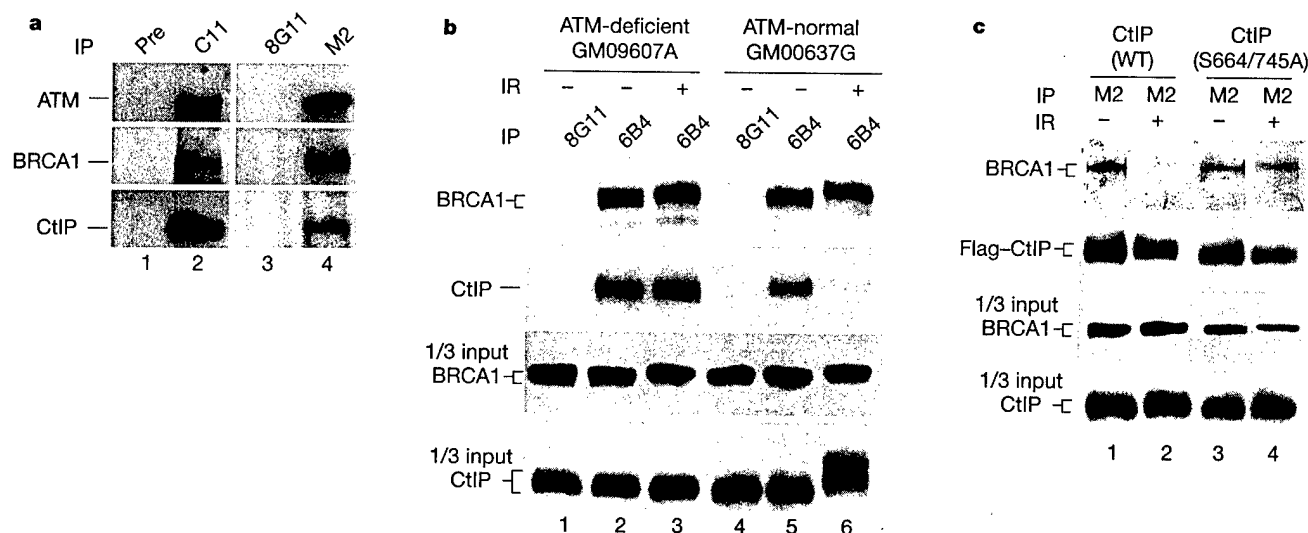 a
IP Pre C11 8G11 M2
ATM
BRCA1
CtIP
1 2 3 4
b
ATM-deficient ATM-normal
GM09607A GM00637G
IR – – + – – +
IP 8G11 6B4 6B4 8G11 6B4 6B4
BRCA1
CtIP
1/3 input
BRCA1
1/3 input
CtIP
1 2 3 4 5 6
c
CtIP CtIP
(WT) (S664/745A)
IP M2 M2 M2 M2
IR – + – +
BRCA1
Flag–CtIP
1/3 input
BRCA1
1/3 input
CtIP
1 2 3 4